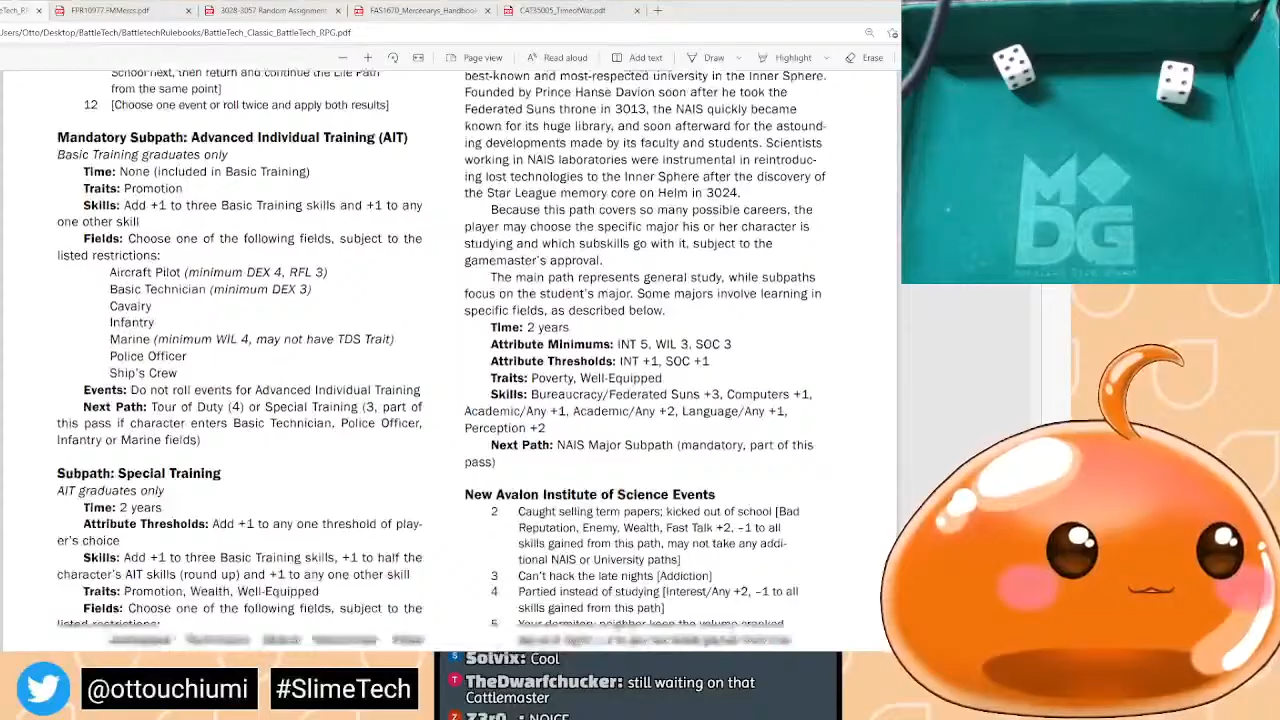 eTech_R
FPR10977.FMMercs.pdf
3028-3057 Random Assignment
FAS1670_Mercenarys_Handbook
CAT35005_TimeofWar.pdf
Jsers/Otto/Desktop/BattleTech/BattletechRulebooks/BattleTech_Classic_BattleTech_RPG.pdf
Page view
Read aloud
Add text
Draw
Highlight
Erase
School next, then return and continue the Life Path
from the same point]
12 [Choose one event or roll twice and apply both results]
Mandatory Subpath: Advanced Individual Training (AIT)
Basic Training graduates only
Time: None (included in Basic Training)
Traits: Promotion
Skills: Add +1 to three Basic Training skills and +1 to any
one other skill
Fields: Choose one of the following fields, subject to the
listed restrictions:
Aircraft Pilot (minimum DEX 4, RFL 3)
Basic Technician (minimum DEX 3)
Cavalry
Infantry
Marine (minimum WIL 4, may not have TDS Trait)
Police Officer
Ship's Crew
Events: Do not roll events for Advanced Individual Training
Next Path: Tour of Duty (4) or Special Training (3, part of
this pass if character enters Basic Technician, Police Officer,
Infantry or Marine fields)
Subpath: Special Training
AIT graduates only
Time: 2 years
Attribute Thresholds: Add +1 to any one threshold of play-
er's choice
Skills: Add +1 to three Basic Training skills, +1 to half the
character's AIT skills (round up) and +1 to any one other skill
Traits: Promotion, Wealth, Well-Equipped
Fields: Choose one of the following fields, subject to the
listed restrictions:
best-known and most-respected university in the Inner Sphere.
Founded by Prince Hanse Davion soon after he took the
Federated Suns throne in 3013, the NAIS quickly became
known for its huge library, and soon afterward for the astound-
ing developments made by its faculty and students. Scientists
working in NAIS laboratories were instrumental in reintroduc-
ing lost technologies to the Inner Sphere after the discovery of
the Star League memory core on Helm in 3024.
Because this path covers so many possible careers, the
player may choose the specific major his or her character is
studying and which subskills go with it, subject to the
gamemaster's approval.
The main path represents general study, while subpaths
focus on the student's major. Some majors involve learning in
specific fields, as described below.
Time: 2 years
Attribute Minimums: INT 5, WIL 3, SOC 3
Attribute Thresholds: INT +1, SOC +1
Traits: Poverty, Well-Equipped
Skills: Bureaucracy/Federated Suns +3, Computers +1,
Academic/Any +1, Academic/Any +2, Language/Any +1,
Perception +2
Next Path: NAIS Major Subpath (mandatory, part of this
pass)
New Avalon Institute of Science Events
2 Caught selling term papers; kicked out of school [Bad
Reputation, Enemy, Wealth, Fast Talk +2, –1 to all
skills gained from this path, may not take any addi-
tional NAIS or University paths]
3 Can't hack the late nights [Addiction]
4 Partied instead of studying [Interest/Any +2, –1 to all
skills gained from this path]
5 Your dormitory neighbor keep the volume cranked
MDG
@ottouchiumi
#SlimeTech
Solvix: Cool
TheDwarfchucker: still waiting on that
Cattlemaster
Z3r0_: NOICE